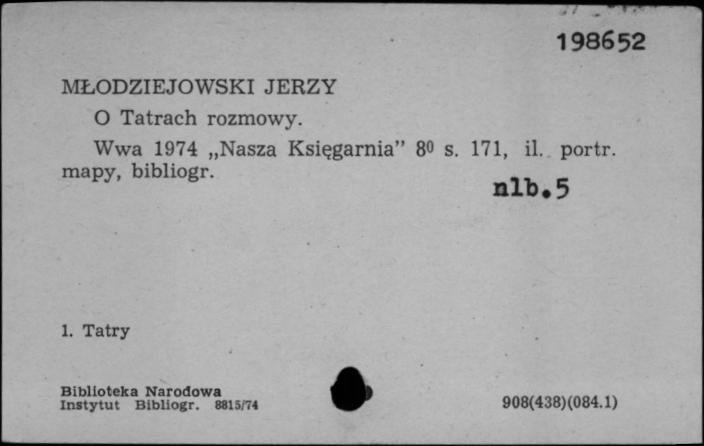 198652
MŁODZIEJOWSKI JERZY
O Tatrach rozmowy.
Wwa 1974 „Nasza Księgarnia” 8⁰ s. 171, il. portr.
mapy, bibliogr.
nlb.5
1. Tatry
Biblioteka Narodowa
Instytut Bibliogr. 8815/74
908(438)(084.1)